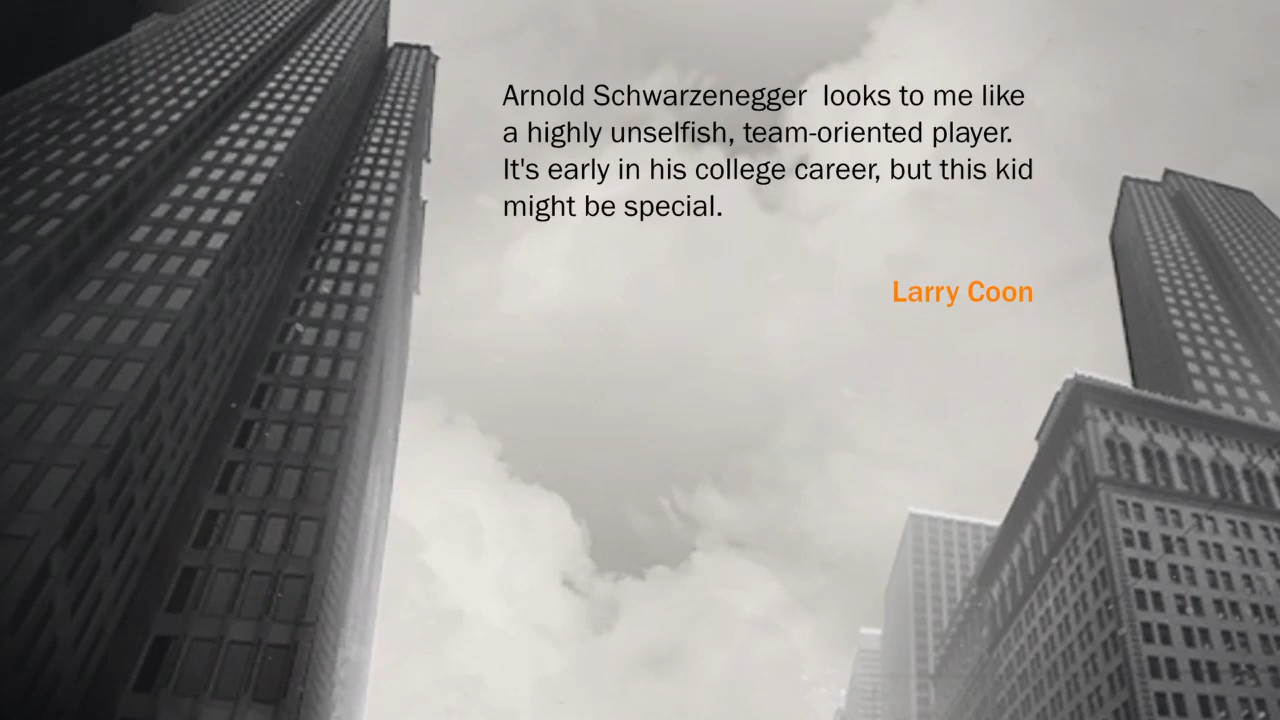 Arnold Schwarzenegger  looks to me like
a highly unselfish, team-oriented player.
It's early in his college career, but this kid
might be special.
Larry Coon